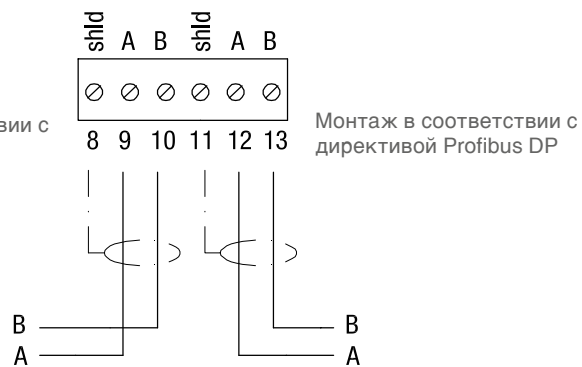 shld A B shld A B
вии с
8 9 10 11 12 13
Монтаж в соответствии с
директивой Profibus DP
B B
A A